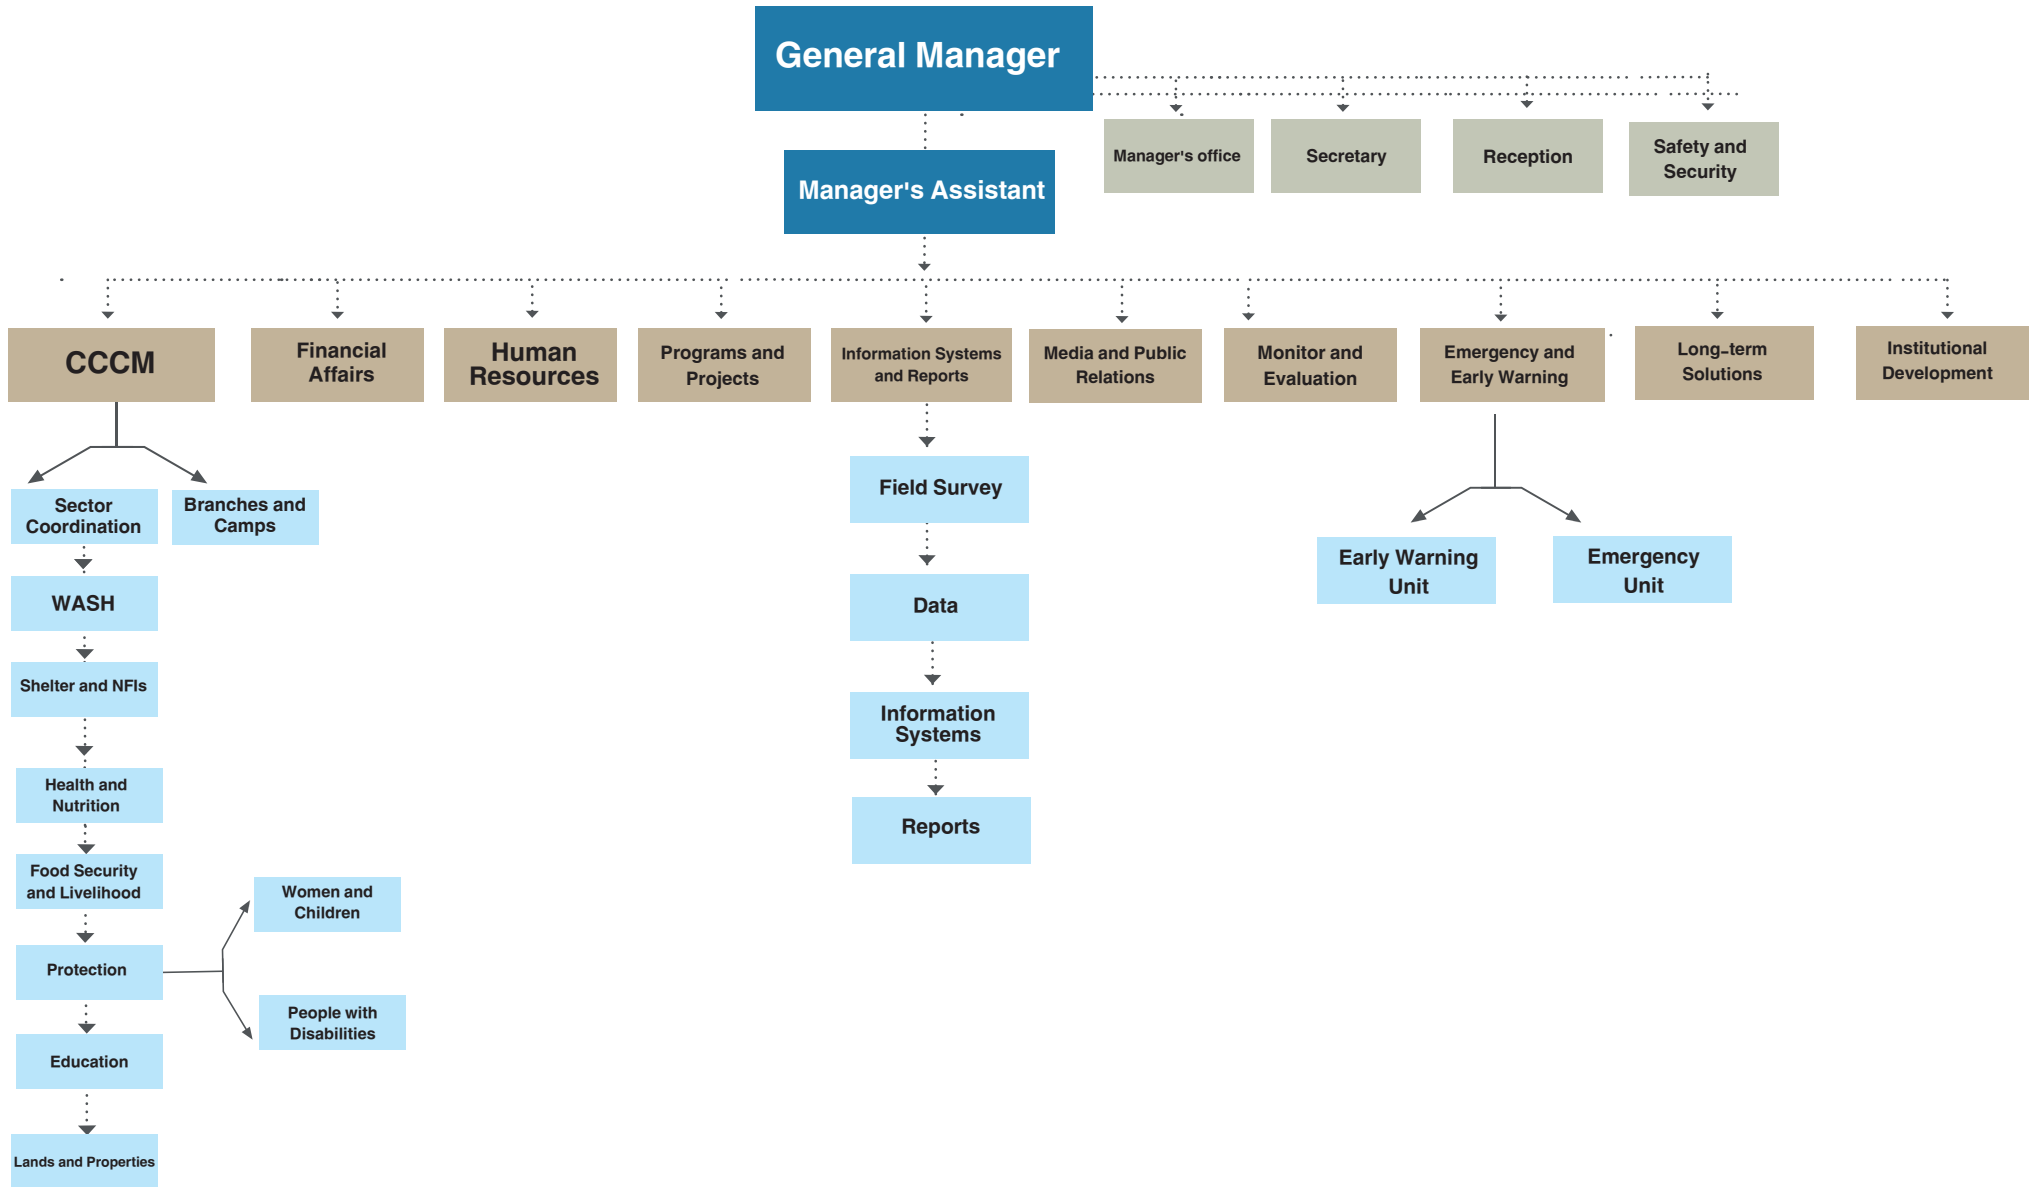 General Manager
Manager's Assistant
Manager's office
Secretary
Reception
Safety and
Security
CCCM
Financial
Affairs
Human
Resources
Programs and
Projects
Information Systems
and Reports
Media and Public
Relations
Monitor and
Evaluation
Emergency and
Early Warning
Long-term
Solutions
Institutional
Development
Sector
Coordination
Branches and
Camps
WASH
Shelter and NFIs
Health and
Nutrition
Food Security
and Livelihood
Protection
Women and
Children
People with
Disabilities
Education
Lands and Properties
Field Survey
Data
Information
Systems
Reports
Early Warning
Unit
Emergency
Unit